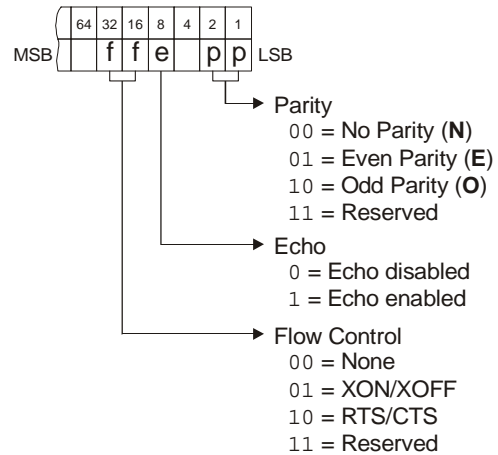 64 32 16 8 4 2 1
MSB f f e p p LSB
Parity
00 = No Parity (N)
01 = Even Parity (E)
10 = Odd Parity (O)
11 = Reserved
Echo
0 = Echo disabled
1 = Echo enabled
Flow Control
00 = None
01 = XON/XOFF
10 = RTS/CTS
11 = Reserved